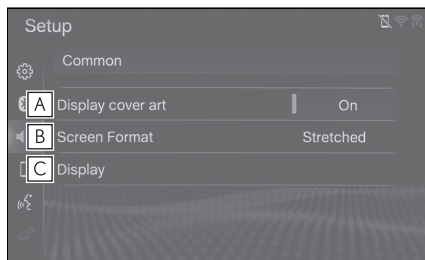 Setup
Common
A Display cover art On
B Screen Format Stretched
C Display